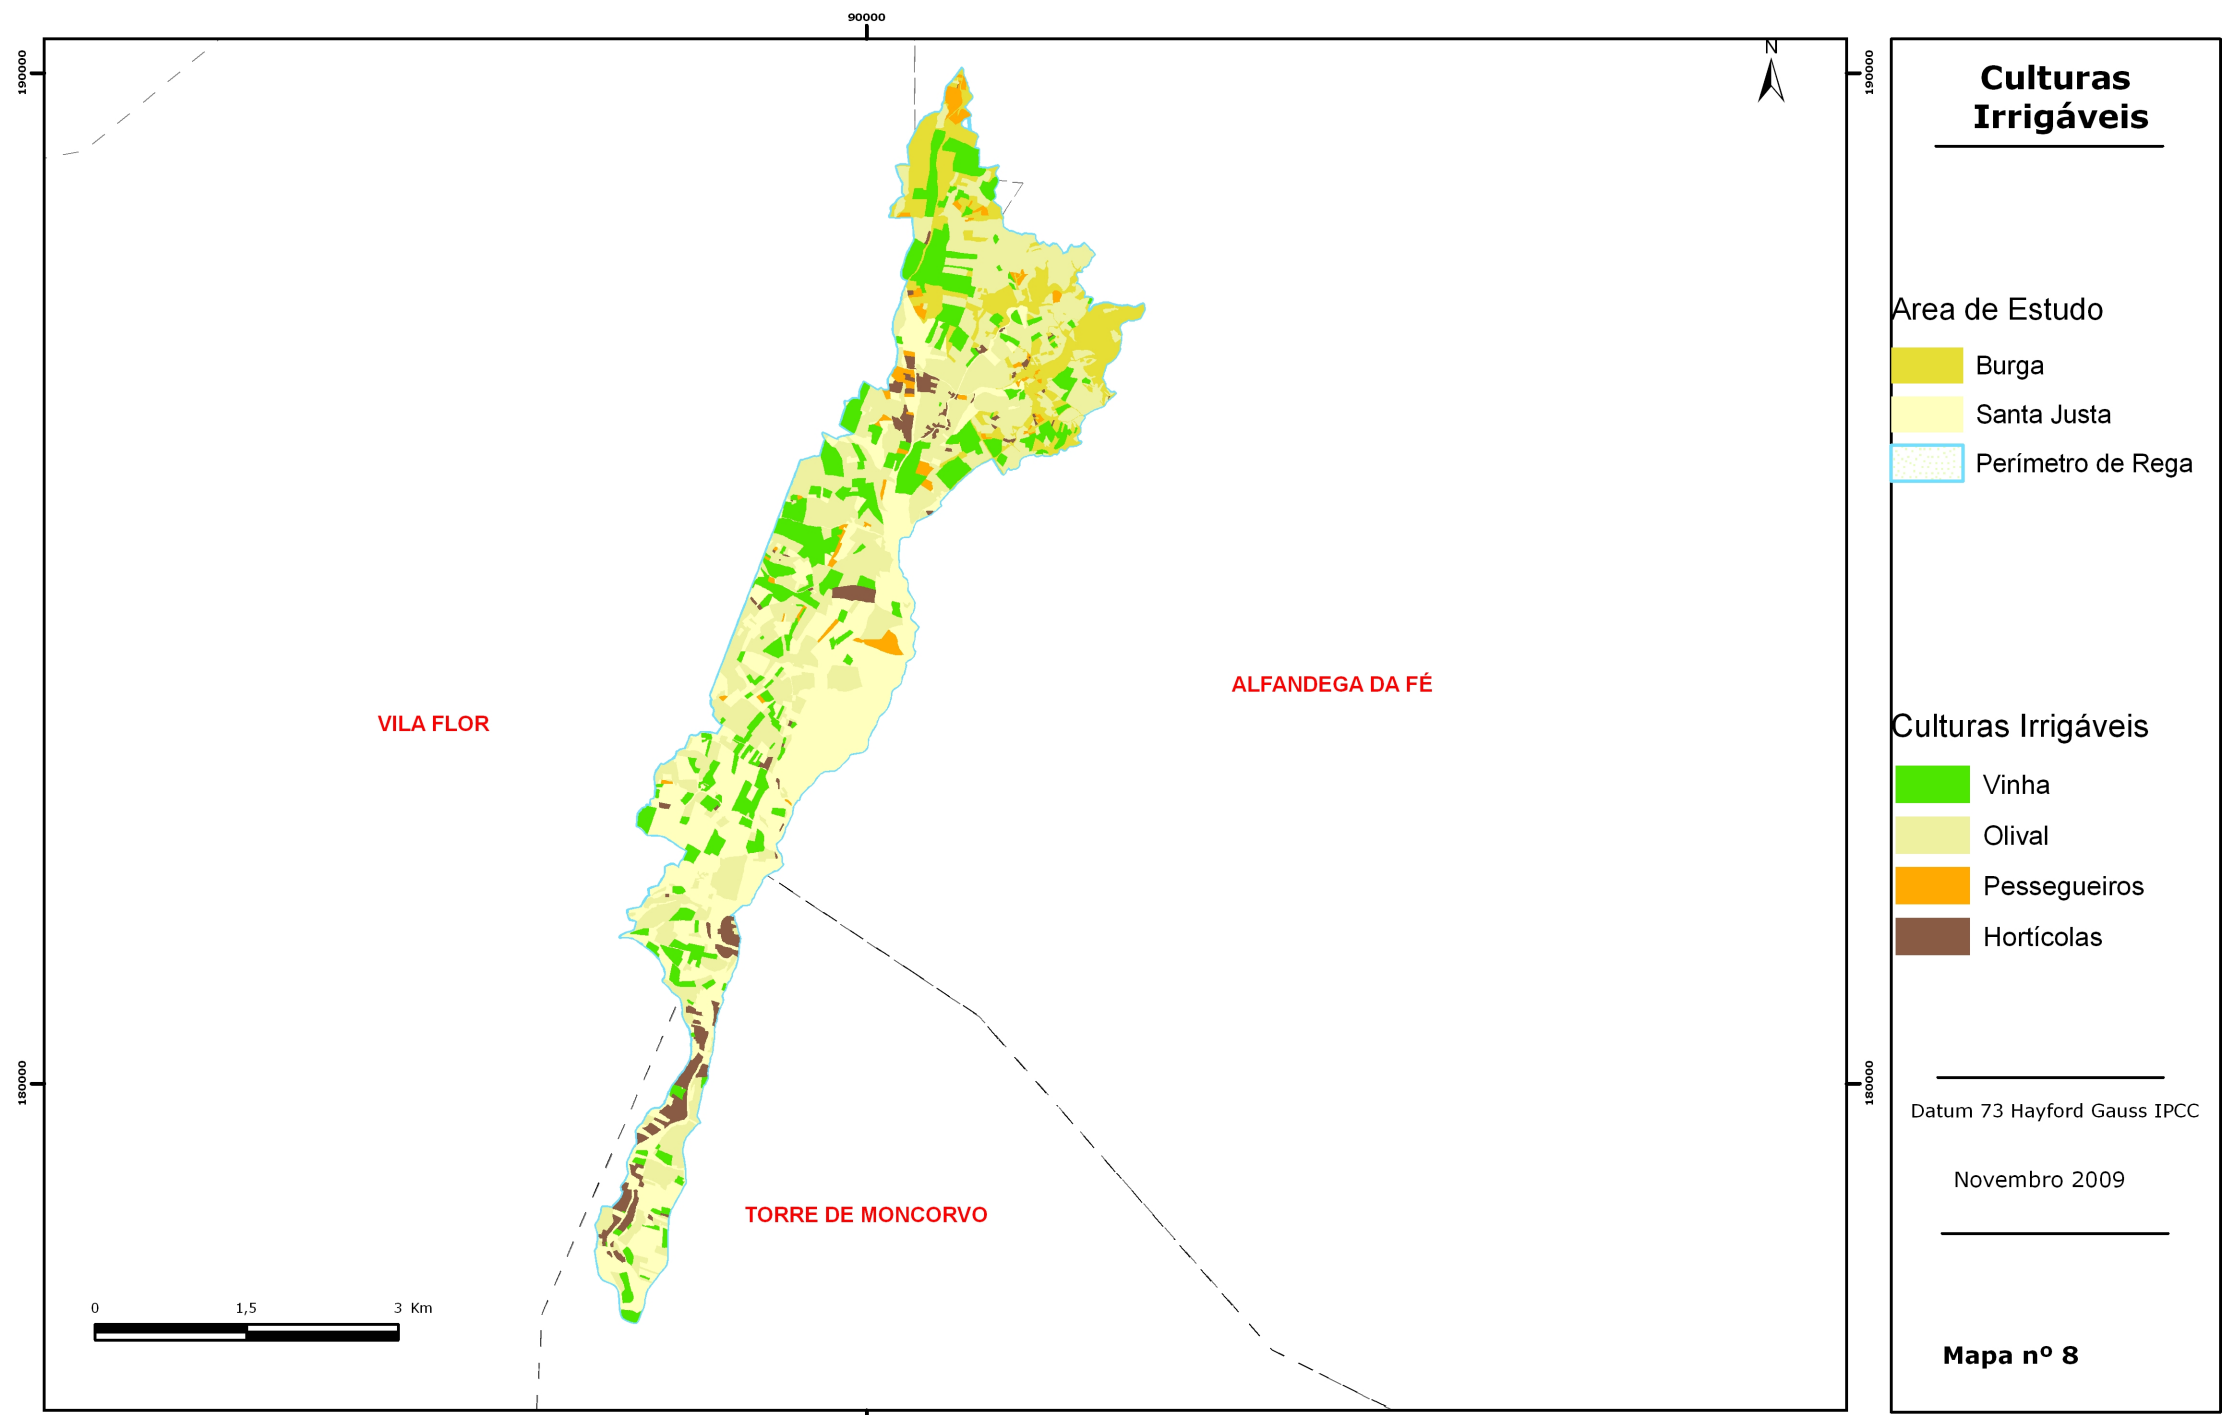 90000
190000
190000
N
Culturas
Irrigáveis
Area de Estudo
Burga
Santa Justa
Perímetro de Rega
ALFANDEGA DA FÉ
VILA FLOR
Culturas Irrigáveis
Vinha
Olival
Pessegueiros
Hortícolas
180000
180000
Datum 73 Hayford Gauss IPCC
Novembro 2009
TORRE DE MONCORVO
0 1,5 3 Km
Mapa nº 8